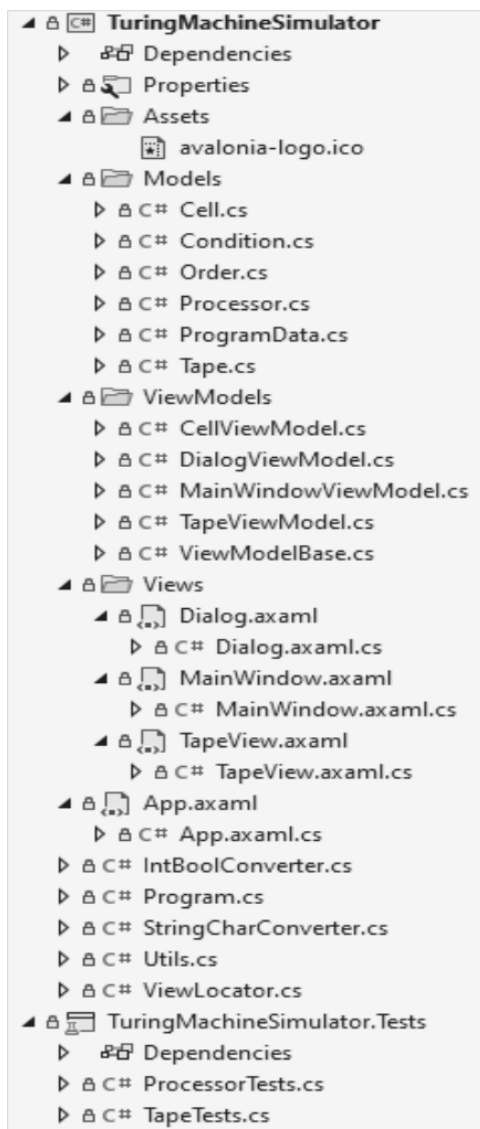 C# TuringMachineSimulator
Dependencies
Properties
Assets
avalonia-logo.ico
Models
C# Cell.cs
C# Condition.cs
C# Order.cs
C# Processor.cs
C# ProgramData.cs
C# Tape.cs
ViewModels
C# CellViewModel.cs
C# DialogViewModel.cs
C# MainWindowViewModel.cs
C# TapeViewModel.cs
C# ViewModelBase.cs
Views
Dialog.axaml
C# Dialog.axaml.cs
MainWindow.axaml
C# MainWindow.axaml.cs
TapeView.axaml
C# TapeView.axaml.cs
App.axaml
C# App.axaml.cs
C# IntBoolConverter.cs
C# Program.cs
C# StringCharConverter.cs
C# Utils.cs
C# ViewLocator.cs
TuringMachineSimulator.Tests
Dependencies
C# ProcessorTests.cs
C# TapeTests.cs